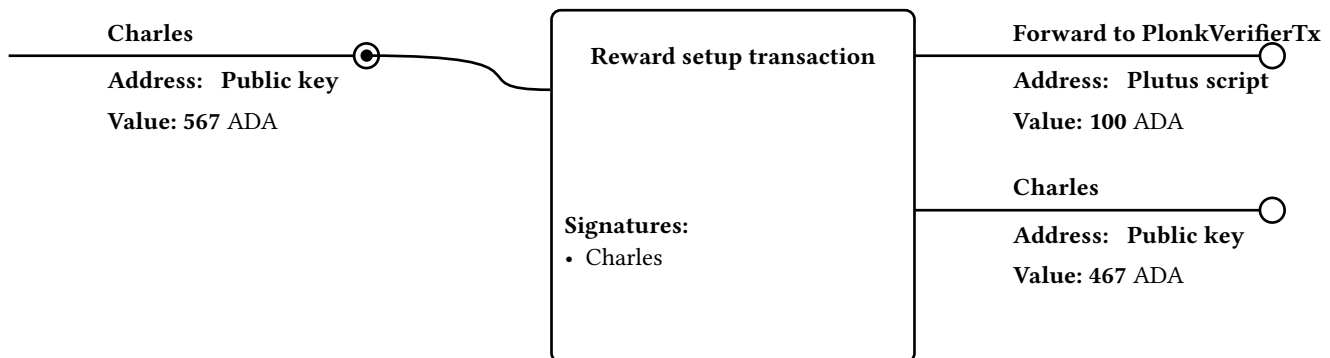 Charles
Address: Public key
Value: 567 ADA
Reward setup transaction
Signatures:
• Charles
Forward to PlonkVerifierTx
Address: Plutus script
Value: 100 ADA
Charles
Address: Public key
Value: 467 ADA